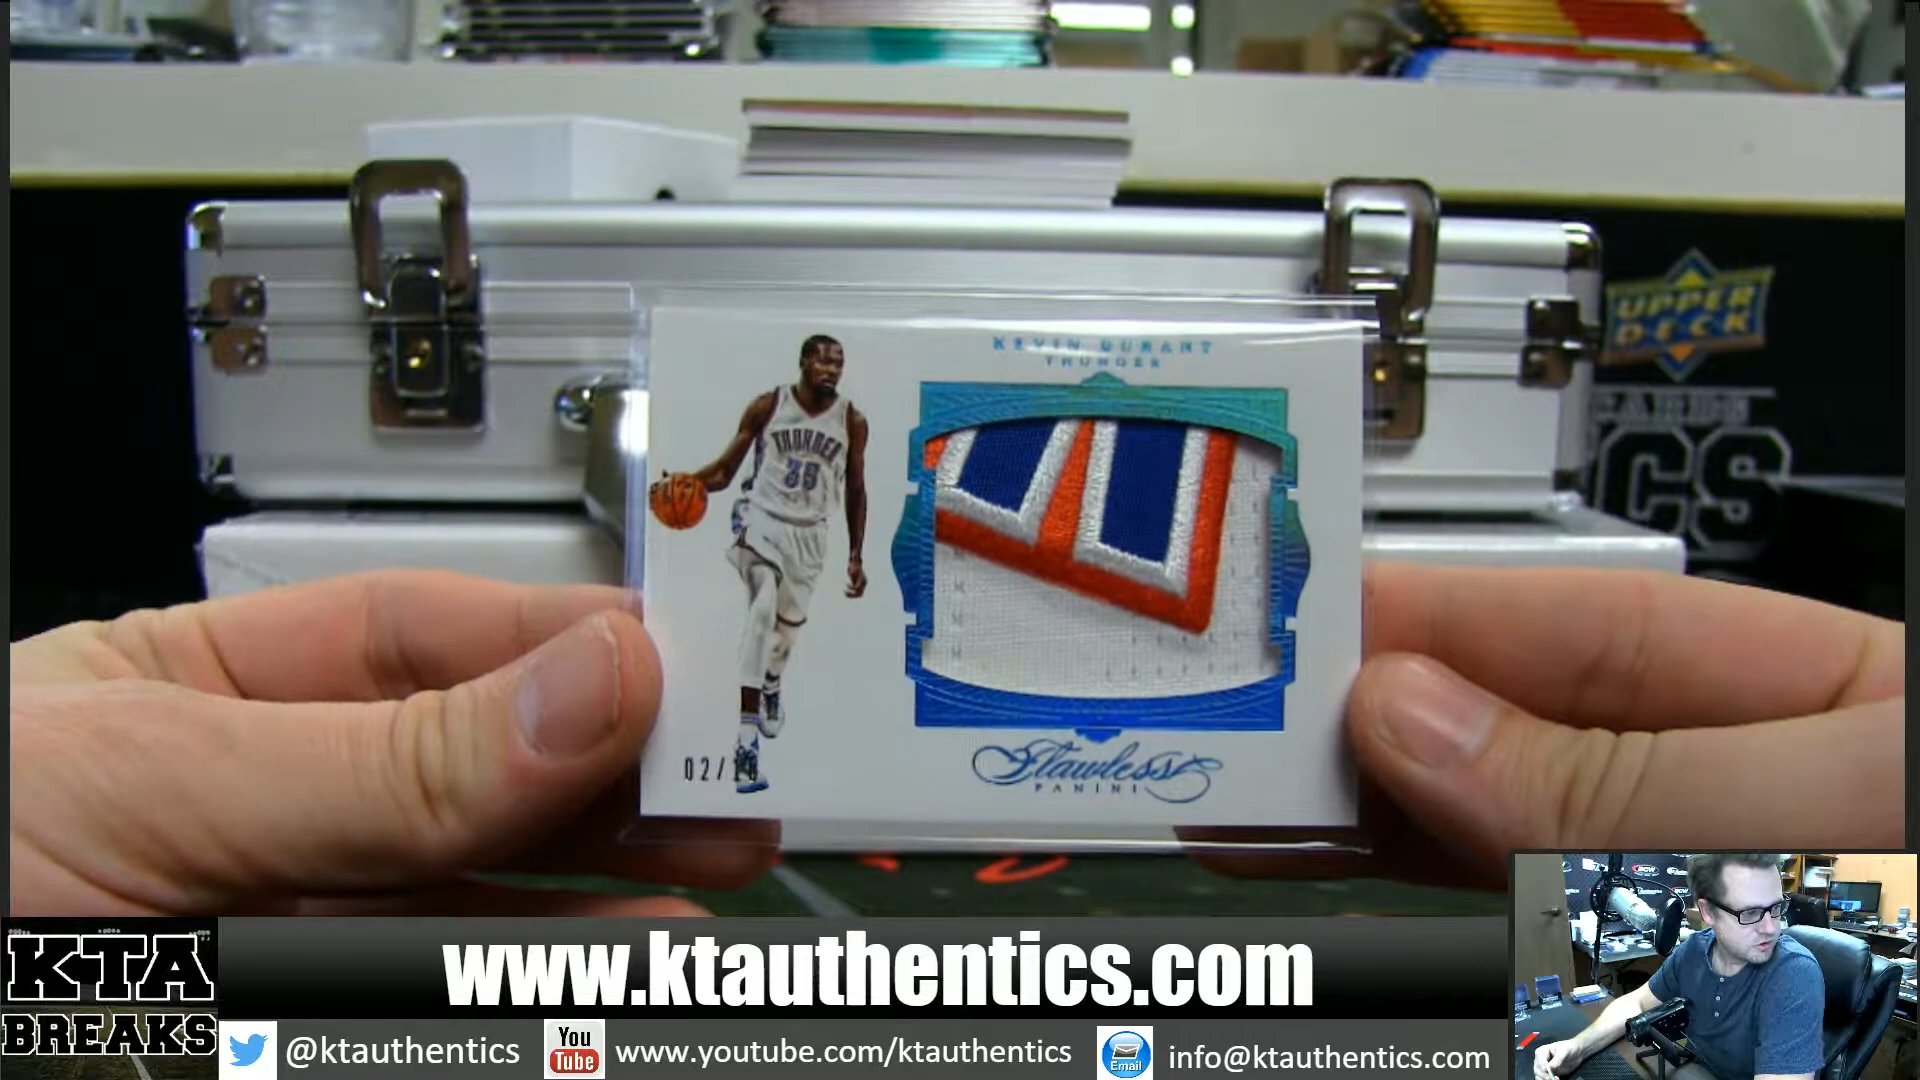 UPPER
DECK
CS
KEVIN DURANT
THUNDER
THUNDER
35
Flawless
PANINI
KTA
BREAKS
www.ktauthentics.com
@ktauthentics
You
Tube
www.youtube.com/ktauthentics
Email
info@ktauthentics.com